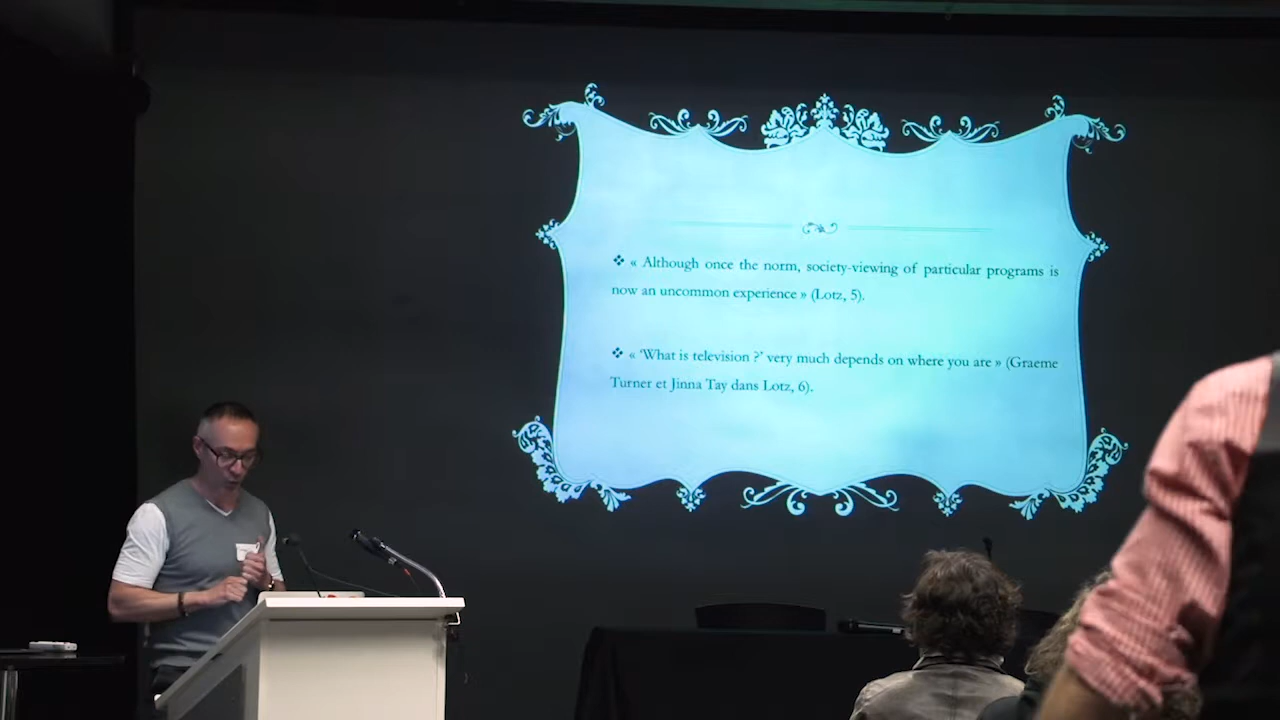 ❖ « Although once the norm, society-viewing of particular programs is
now an uncommon experience » (Lotz, 5).
❖ « 'What is television ?' very much depends on where you are » (Graeme
Turner et Jinna Tay dans Lotz, 6).